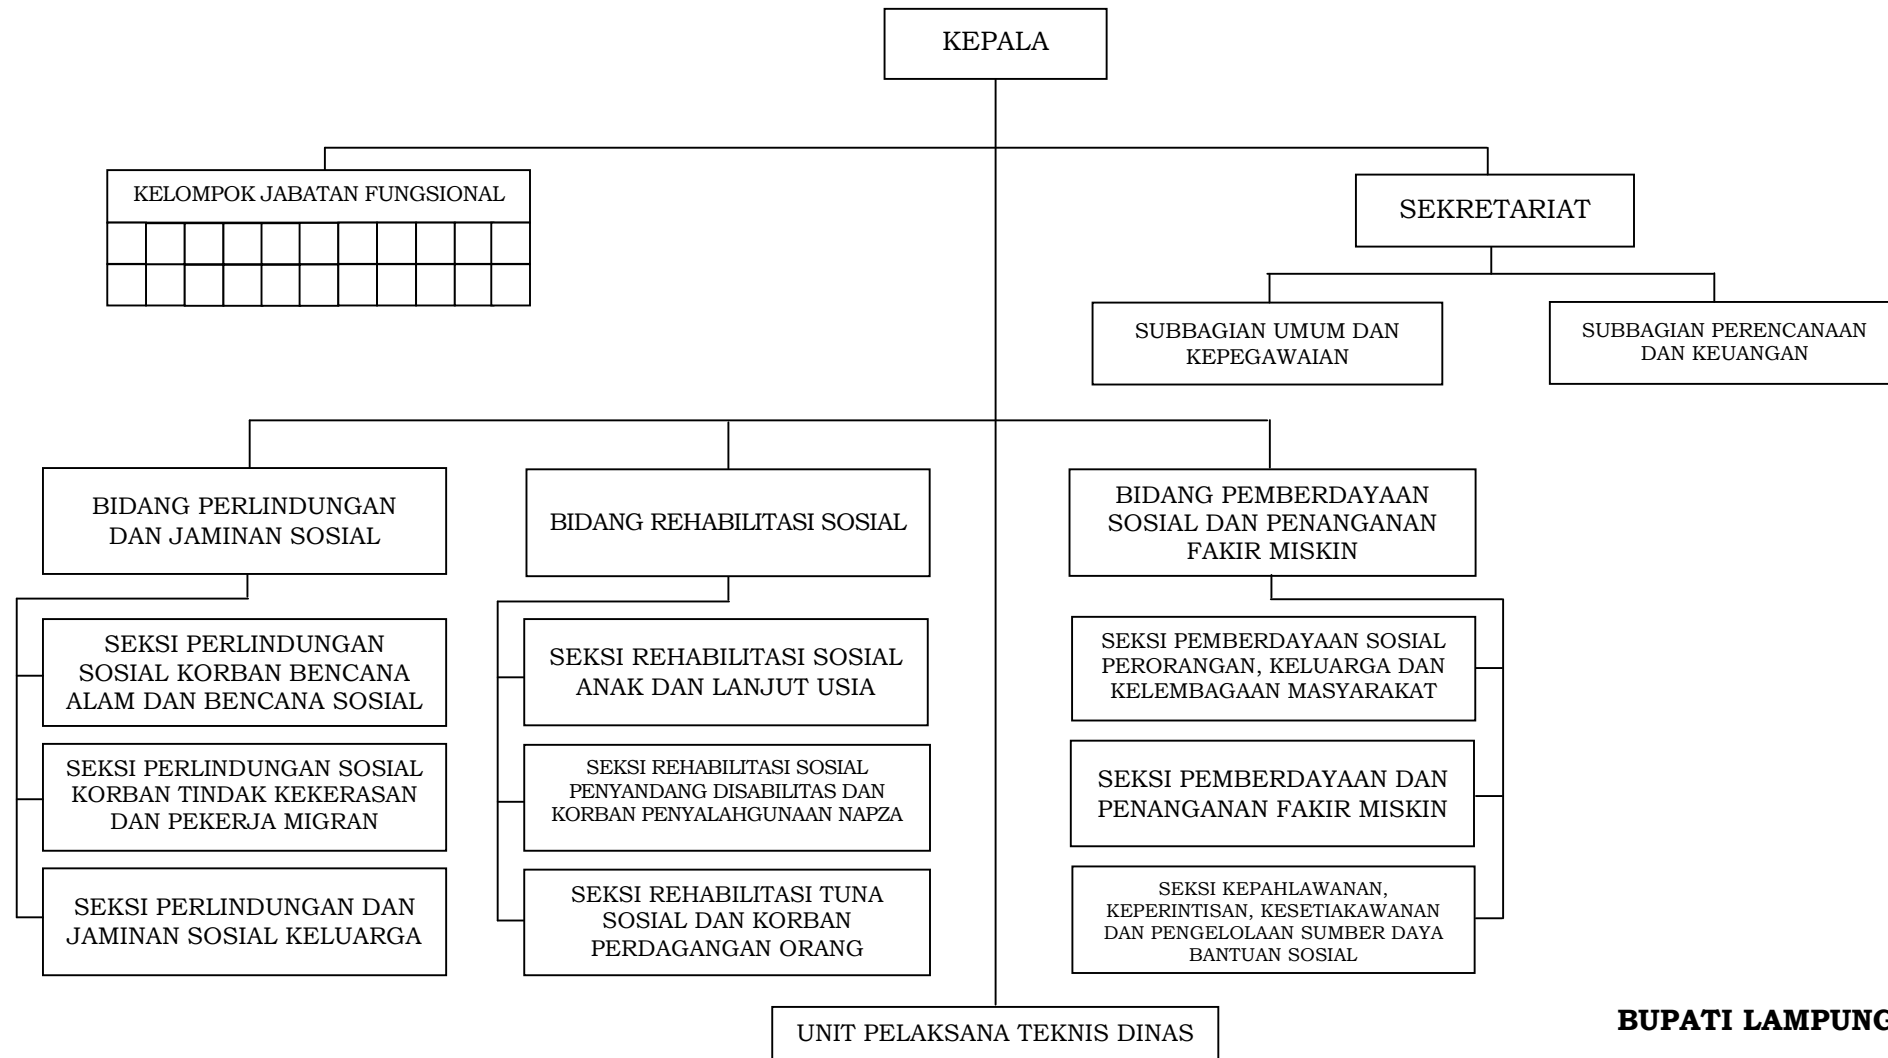 KEPALA
KELOMPOK JABATAN FUNGSIONAL
SEKRETARIAT
SUBBAGIAN UMUM DAN
KEPEGAWAIAN
SUBBAGIAN PERENCANAAN
DAN KEUANGAN
BIDANG PERLINDUNGAN
DAN JAMINAN SOSIAL
BIDANG REHABILITASI SOSIAL
BIDANG PEMBERDAYAAN
SOSIAL DAN PENANGANAN
FAKIR MISKIN
SEKSI PERLINDUNGAN
SOSIAL KORBAN BENCANA
ALAM DAN BENCANA SOSIAL
SEKSI PERLINDUNGAN SOSIAL
KORBAN TINDAK KEKERASAN
DAN PEKERJA MIGRAN
SEKSI PERLINDUNGAN DAN
JAMINAN SOSIAL KELUARGA
SEKSI REHABILITASI SOSIAL
ANAK DAN LANJUT USIA
SEKSI REHABILITASI SOSIAL
PENYANDANG DISABILITAS DAN
KORBAN PENYALAHGUNAAN NAPZA
SEKSI REHABILITASI TUNA
SOSIAL DAN KORBAN
PERDAGANGAN ORANG
SEKSI PEMBERDAYAAN SOSIAL
PERORANGAN, KELUARGA DAN
KELEMBAGAAN MASYARAKAT
SEKSI PEMBERDAYAAN DAN
PENANGANAN FAKIR MISKIN
SEKSI KEPAHLAWANAN,
KEPERINTISAN, KESETIAKAWANAN
DAN PENGELOLAAN SUMBER DAYA
BANTUAN SOSIAL
UNIT PELAKSANA TEKNIS DINAS
BUPATI LAMPUNG